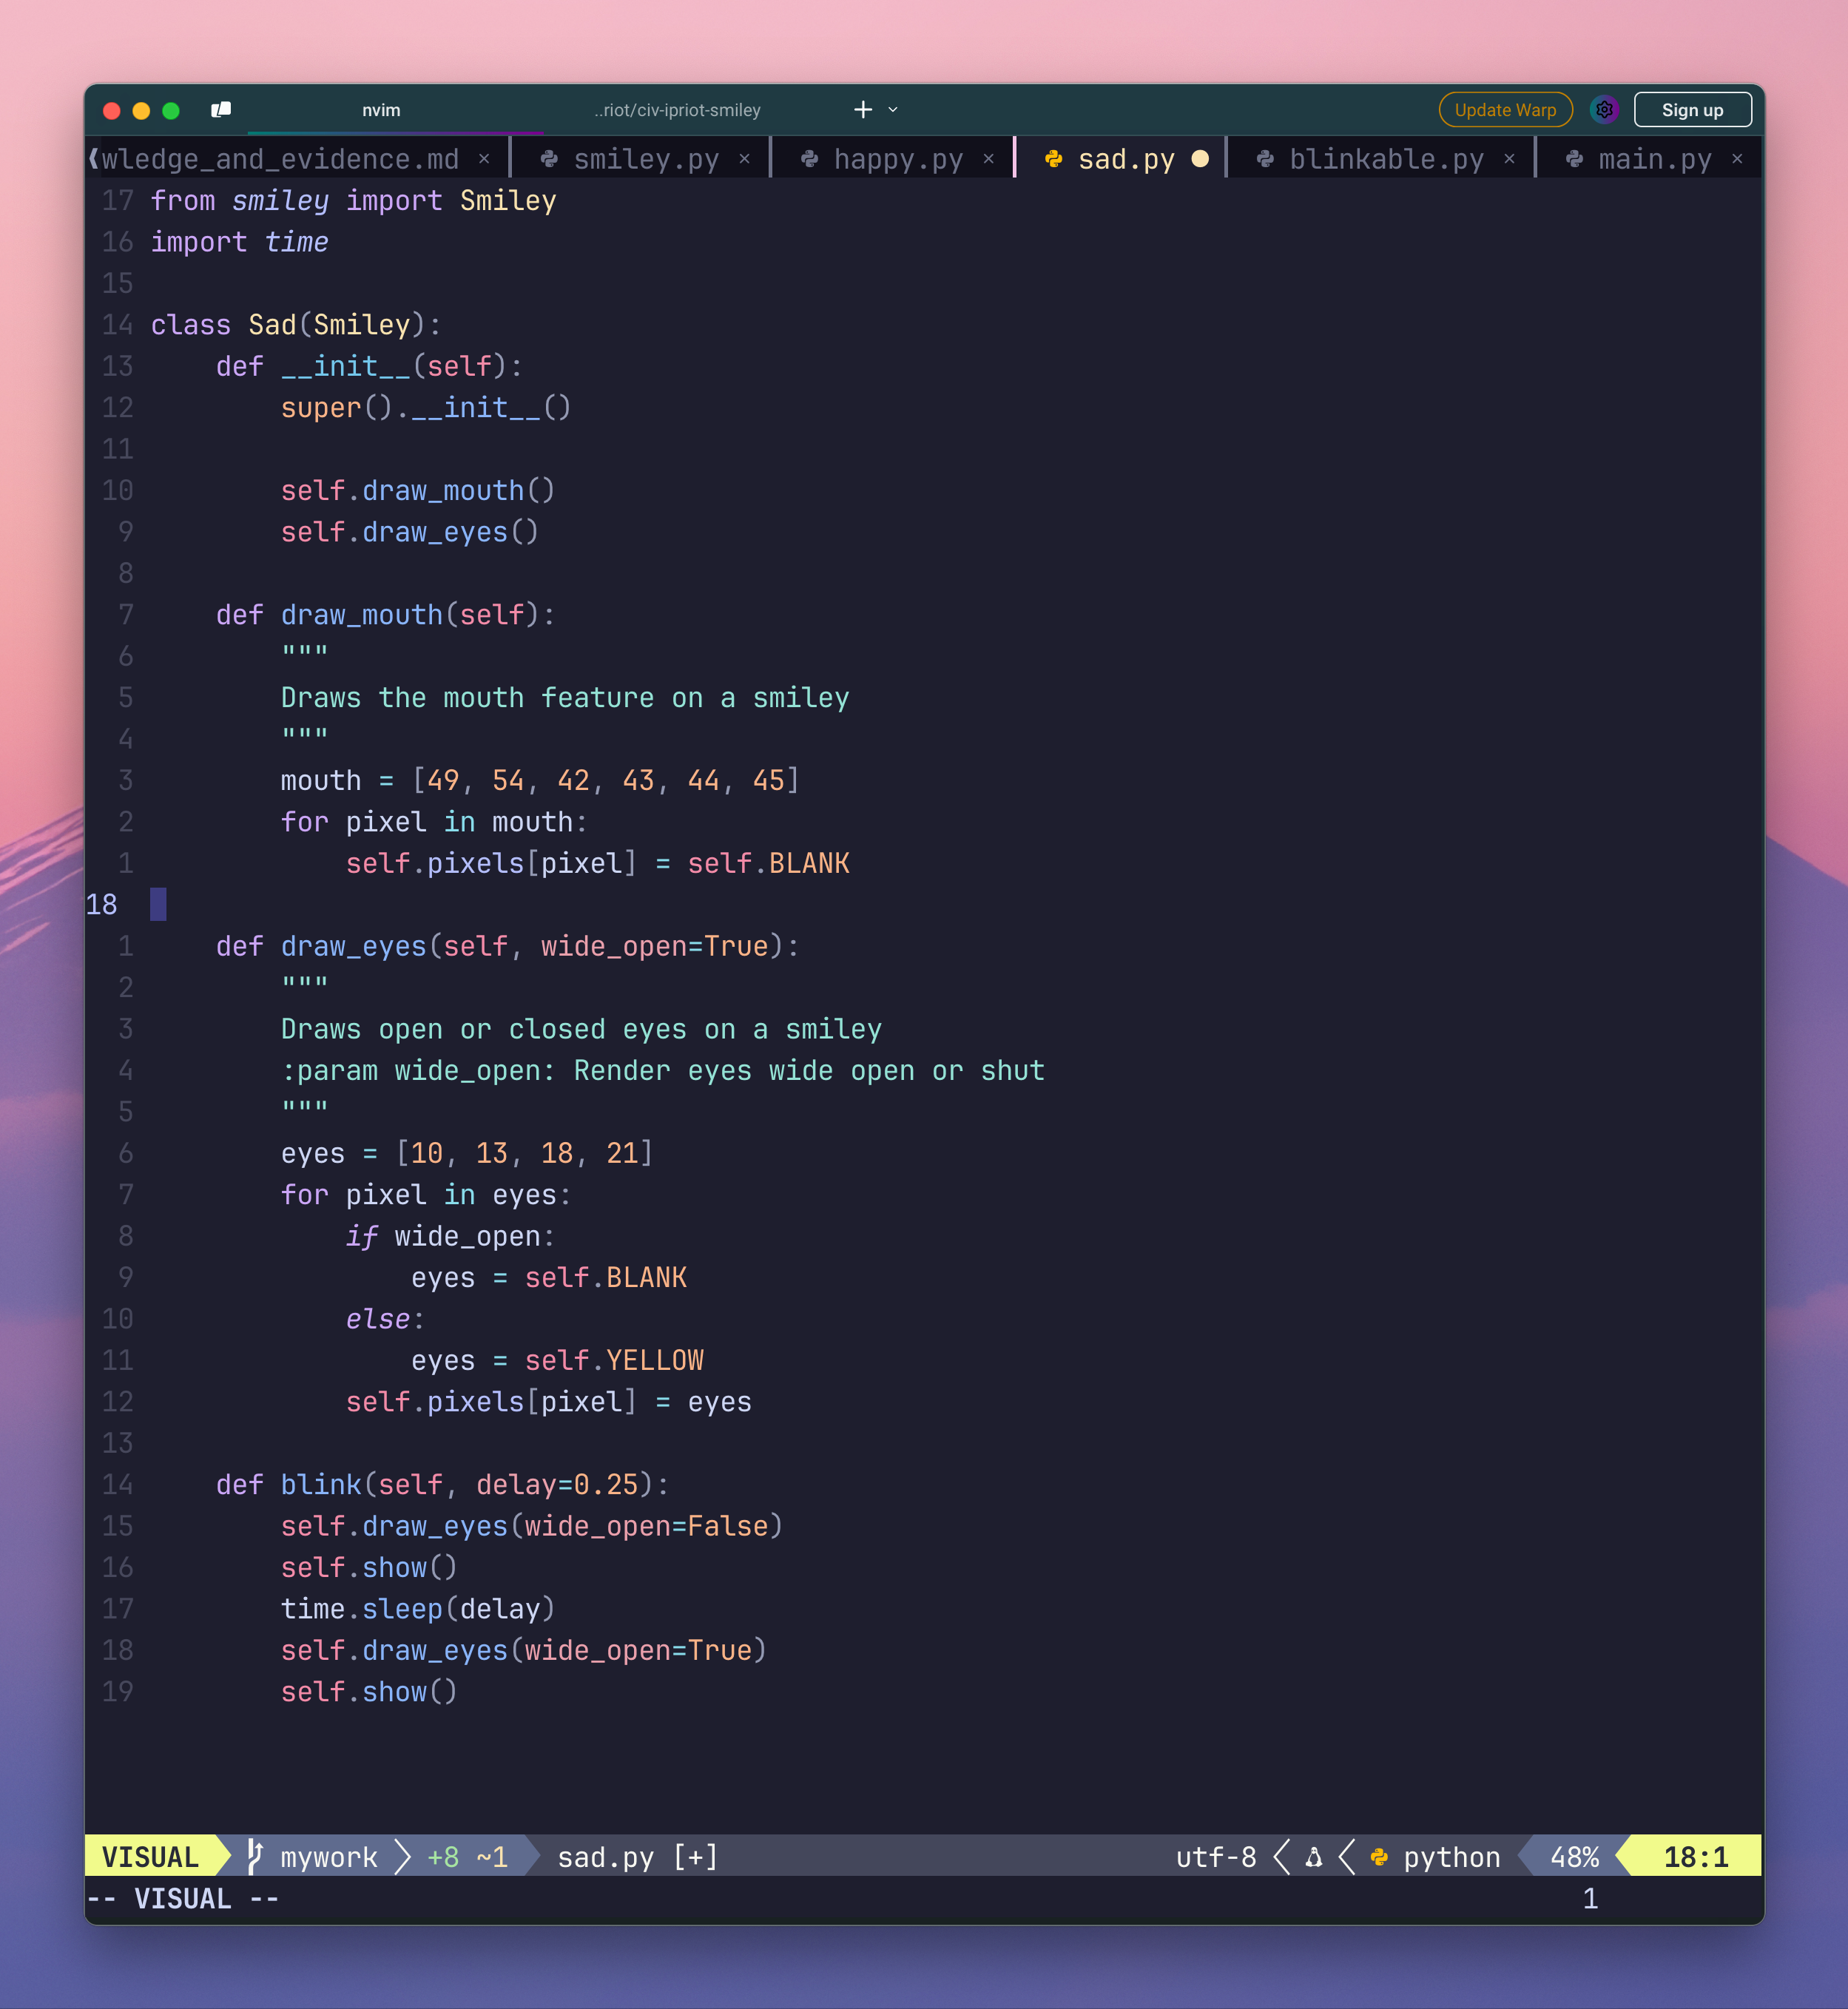 nvim ..riot/civ-ipriot-smiley + Update Warp Sign up
wledge_and_evidence.md × smiley.py × happy.py × sad.py ● blinkable.py × main.py ×
17 from smiley import Smiley
16 import time
15
14 class Sad(Smiley):
13     def __init__(self):
12         super().__init__()
11
10         self.draw_mouth()
9         self.draw_eyes()
8
7     def draw_mouth(self):
6         """
5         Draws the mouth feature on a smiley
4         """
3         mouth = [49, 54, 42, 43, 44, 45]
2         for pixel in mouth:
1             self.pixels[pixel] = self.BLANK
18
1     def draw_eyes(self, wide_open=True):
2         """
3         Draws open or closed eyes on a smiley
4         :param wide_open: Render eyes wide open or shut
5         """
6         eyes = [10, 13, 18, 21]
7         for pixel in eyes:
8             if wide_open:
9                 eyes = self.BLANK
10             else:
11                 eyes = self.YELLOW
12             self.pixels[pixel] = eyes
13
14     def blink(self, delay=0.25):
15         self.draw_eyes(wide_open=False)
16         self.show()
17         time.sleep(delay)
18         self.draw_eyes(wide_open=True)
19         self.show()
VISUAL mywork +8 ~1 sad.py [+] utf-8 python 48% 18:1
-- VISUAL -- 1